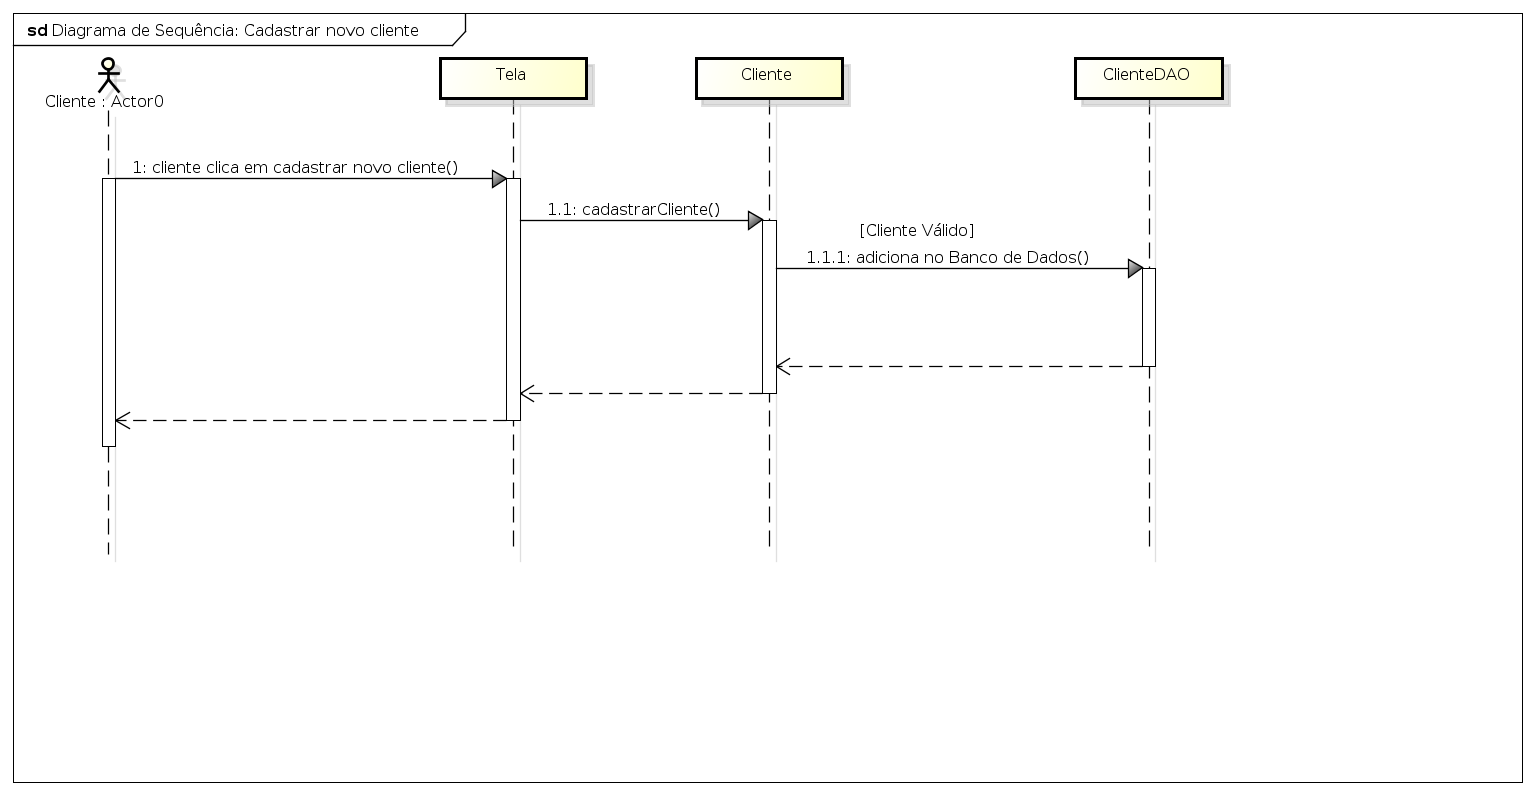 sd Diagrama de Sequência: Cadastrar novo cliente
Cliente : Actor0
Tela
Cliente
ClienteDAO
1: cliente clica em cadastrar novo cliente()
1.1: cadastrarCliente()
[Cliente Válido]
1.1.1: adiciona no Banco de Dados()